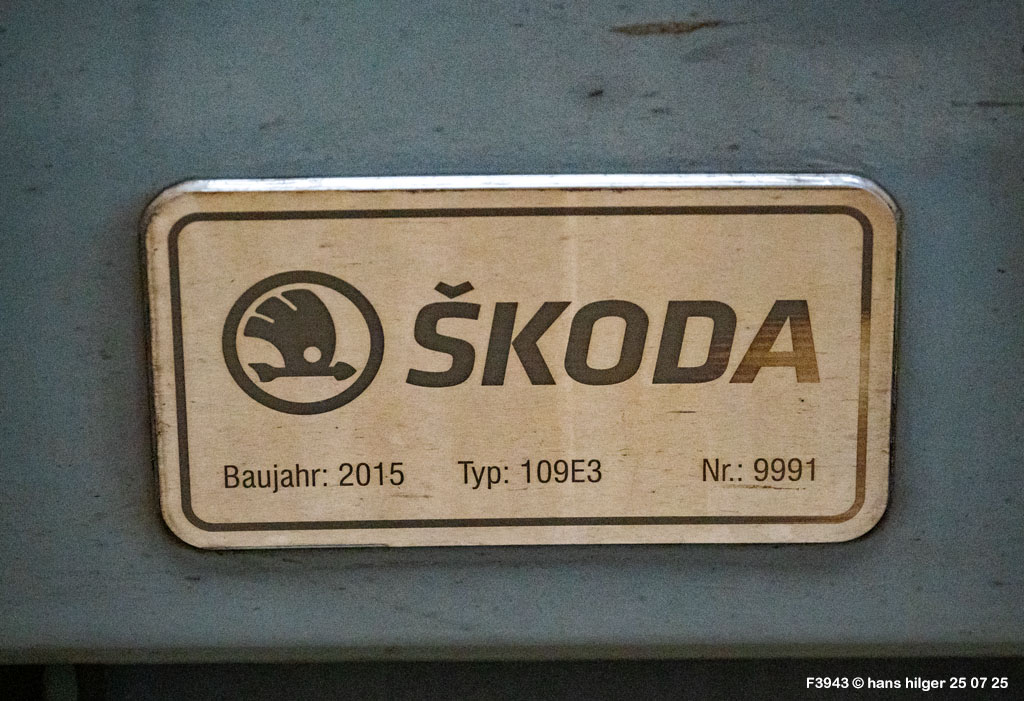 ŠKODA
Baujahr: 2015 Typ: 109E3 Nr.: 9991
F3943 © hans hilger 25 07 25